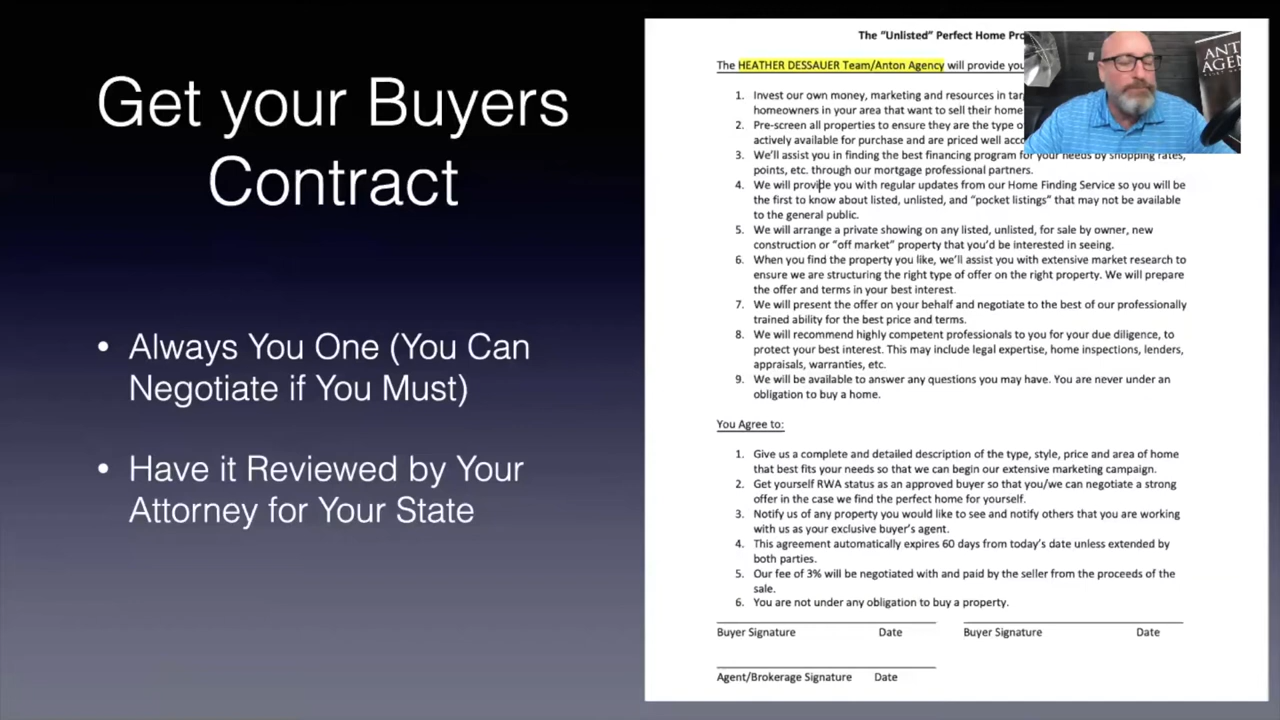 Get your Buyers
Contract
• Always You One (You Can
Negotiate if You Must)
• Have it Reviewed by Your
Attorney for Your State
The “Unlisted” Perfect Home
The HEATHER DESSAUER Team/Anton Agency will provide
1. Invest our own money, marketing and resources in
homeowners in your area that want to sell their home
2. Pre-screen all properties to ensure they are the type
actively available for purchase and are priced well
3. We’ll assist you in finding the best financing program for your needs by shopping rates,
points, etc. through our mortgage professional partners.
4. We will provide you with regular updates from our Home Finding Service so you will be
the first to know about listed, unlisted, and “pocket listings” that may not be available
to the general public.
5. We will arrange a private showing on any listed, unlisted, for sale by owner, new
construction or “off market” property that you’d be interested in seeing.
6. When you find the property you like, we’ll assist you with extensive market research to
ensure we are structuring the right type of offer on the right property. We will prepare
the offer and terms in your best interest.
7. We will present the offer on your behalf and negotiate to the best of our professionally
trained ability for the best price and terms.
8. We will recommend highly competent professionals to you for your due diligence, to
protect your best interest. This may include legal expertise, home inspections, lenders,
appraisals, warranties, etc.
9. We will be available to answer any questions you may have. You are never under an
obligation to buy a home.
You Agree to:
1. Give us a complete and detailed description of the type, style, price and area of home
that best fits your needs so that we can begin our extensive marketing campaign.
2. Get yourself RWA status as an approved buyer so that you/we can negotiate a strong
offer in the case we find the perfect home for yourself.
3. Notify us of any property you would like to see and notify others that you are working
with us as your exclusive buyer’s agent.
4. This agreement automatically expires 60 days from today’s date unless extended by
both parties.
5. Our fee of 3% will be negotiated with and paid by the seller from the proceeds of the
sale.
6. You are not under any obligation to buy a property.
Buyer Signature Date Buyer Signature Date
Agent/Brokerage Signature Date